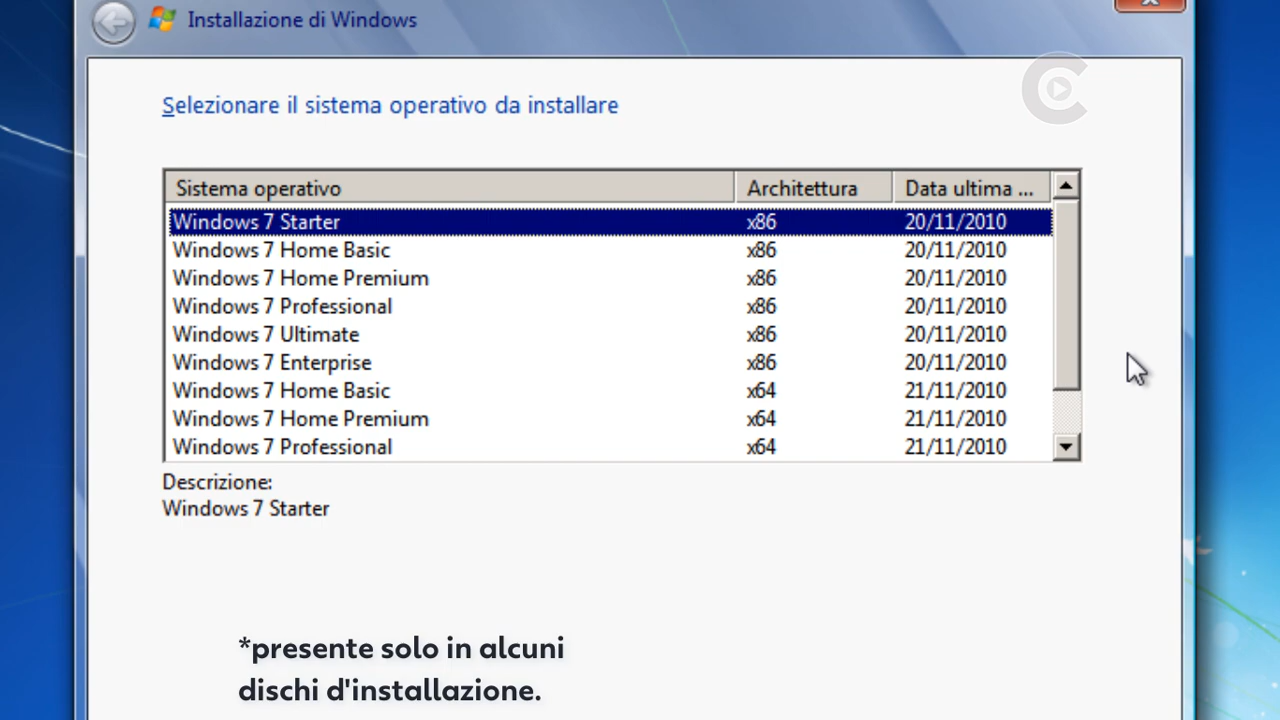 Installazione di Windows
Selezionare il sistema operativo da installare
Sistema operativo Architettura Data ultima ...
Windows 7 Starter x86 20/11/2010
Windows 7 Home Basic x86 20/11/2010
Windows 7 Home Premium x86 20/11/2010
Windows 7 Professional x86 20/11/2010
Windows 7 Ultimate x86 20/11/2010
Windows 7 Enterprise x86 20/11/2010
Windows 7 Home Basic x64 21/11/2010
Windows 7 Home Premium x64 21/11/2010
Windows 7 Professional x64 21/11/2010
Descrizione:
Windows 7 Starter
*presente solo in alcuni
dischi d'installazione.